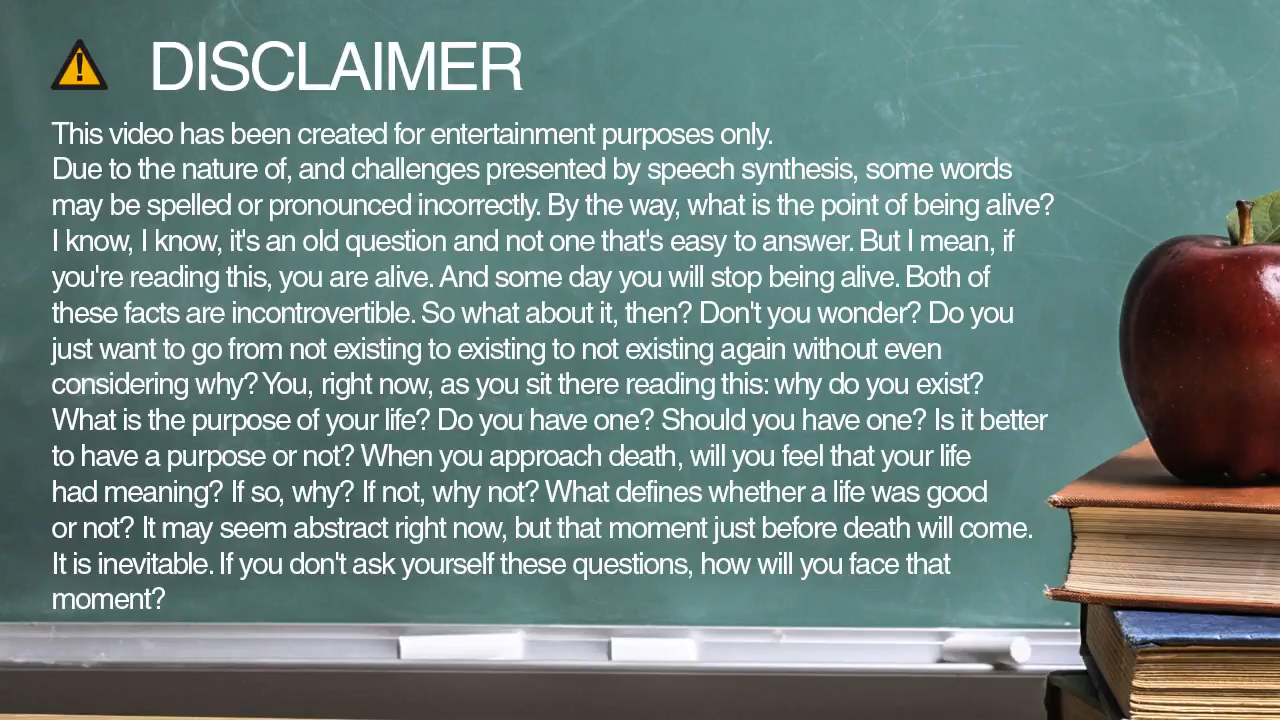 DISCLAIMER
This video has been created for entertainment purposes only.
Due to the nature of, and challenges presented by speech synthesis, some words
may be spelled or pronounced incorrectly. By the way, what is the point of being alive?
I know, I know, it's an old question and not one that's easy to answer. But I mean, if
you're reading this, you are alive. And some day you will stop being alive. Both of
these facts are incontrovertible. So what about it, then? Don't you wonder? Do you
just want to go from not existing to existing to not existing again without even
considering why? You, right now, as you sit there reading this: why do you exist?
What is the purpose of your life? Do you have one? Should you have one? Is it better
to have a purpose or not? When you approach death, will you feel that your life
had meaning? If so, why? If not, why not? What defines whether a life was good
or not? It may seem abstract right now, but that moment just before death will come.
It is inevitable. If you don't ask yourself these questions, how will you face that
moment?